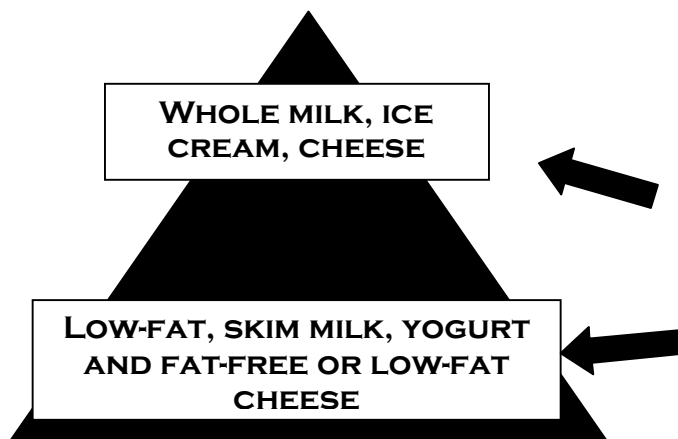 Whole milk, ice
cream, cheese
Low-fat, skim milk, yogurt
and fat-free or low-fat
cheese